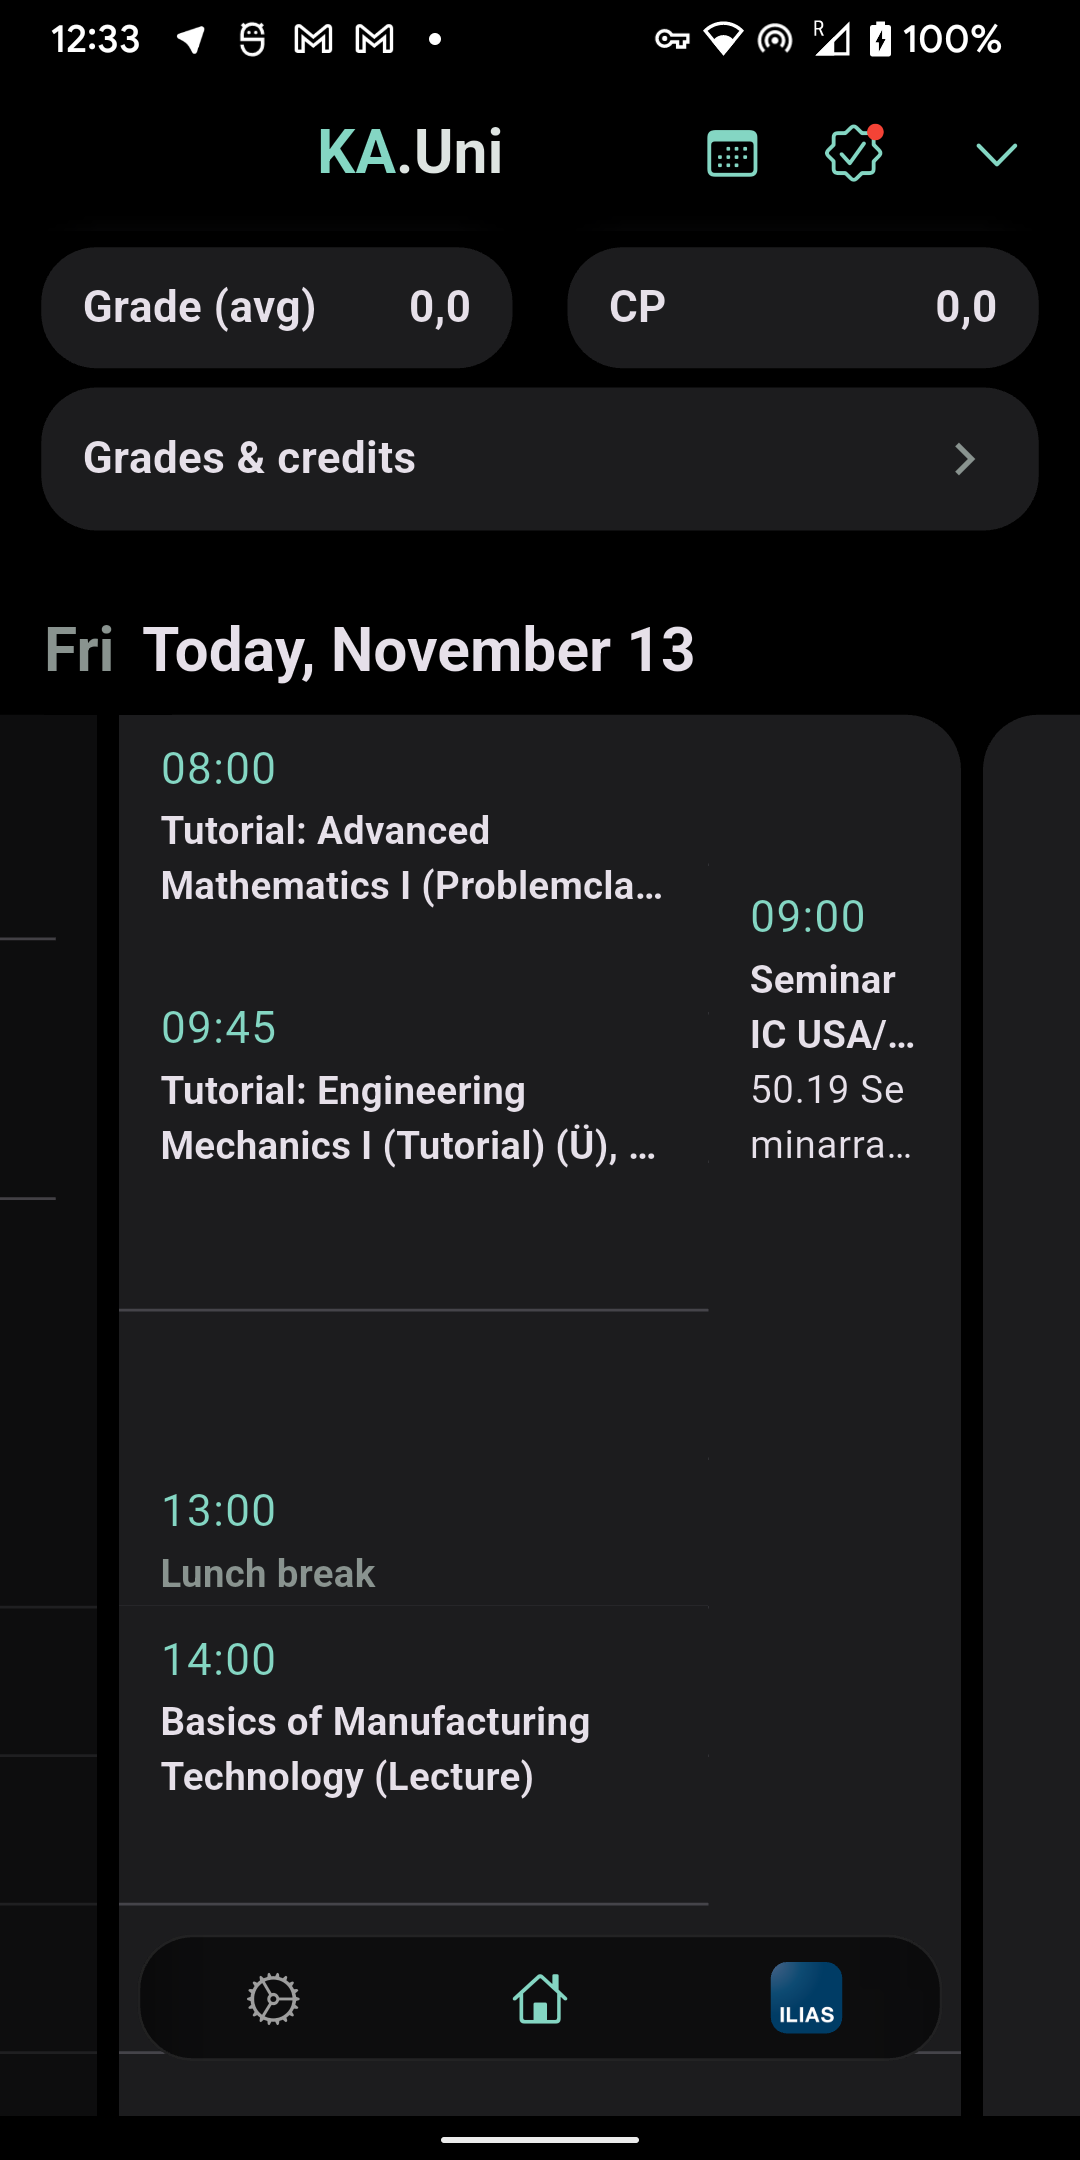 12:33
R
100%
KA.Uni
Grade (avg) 0,0
CP 0,0
Grades & credits
Fri Today, November 13
08:00
Tutorial: Advanced
Mathematics I (Problemcla…
09:45
Tutorial: Engineering
Mechanics I (Tutorial) (Ü), …
09:00
Seminar
IC USA/…
50.19 Se
minarra…
13:00
Lunch break
14:00
Basics of Manufacturing
Technology (Lecture)
ILIAS